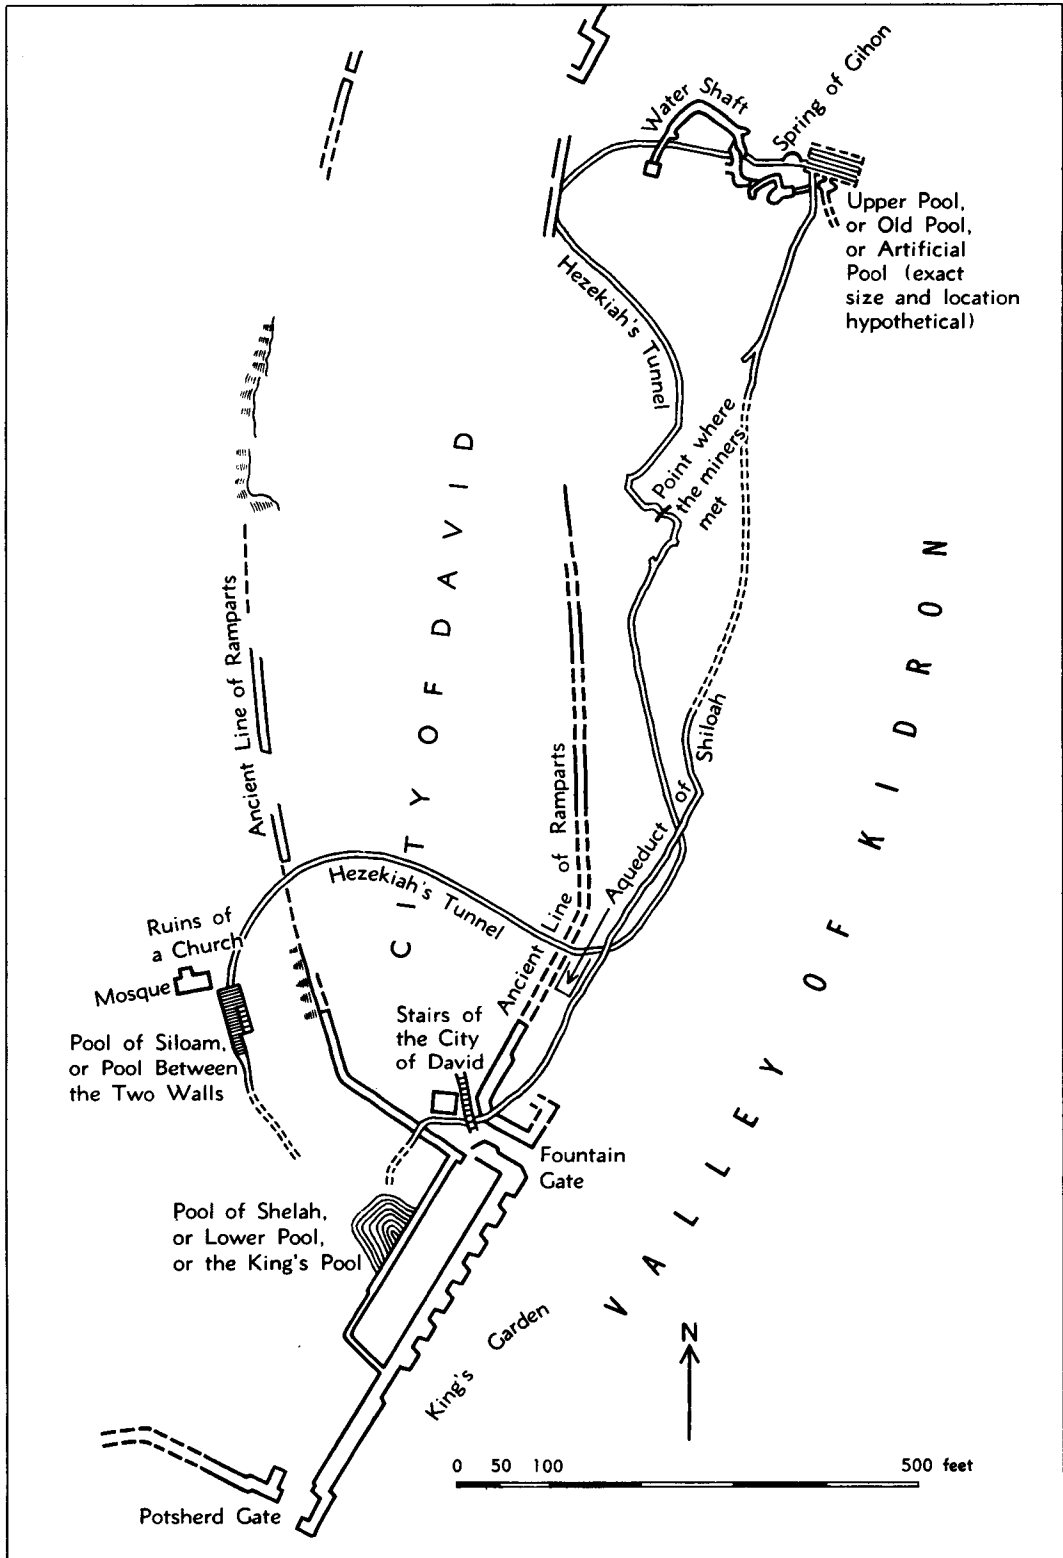 Water Shaft
Spring of Gihon
Upper Pool,
or Old Pool,
or Artificial
Pool (exact
size and location
hypothetical)
Hezekiah's Tunnel
Point where
the miners
met
CITY OF DAVID
Ancient Line of Ramparts
Ancient Line of Ramparts
Aqueduct of Shiloah
VALLEY OF KIDRON
Hezekiah's Tunnel
Ruins of
a Church
Mosque
Pool of Siloam,
or Pool Between
the Two Walls
Stairs of
the City
of David
Fountain
Gate
Pool of Shelah,
or Lower Pool,
or the King's Pool
King's Garden
N
0 50 100 500 feet
Potsherd Gate